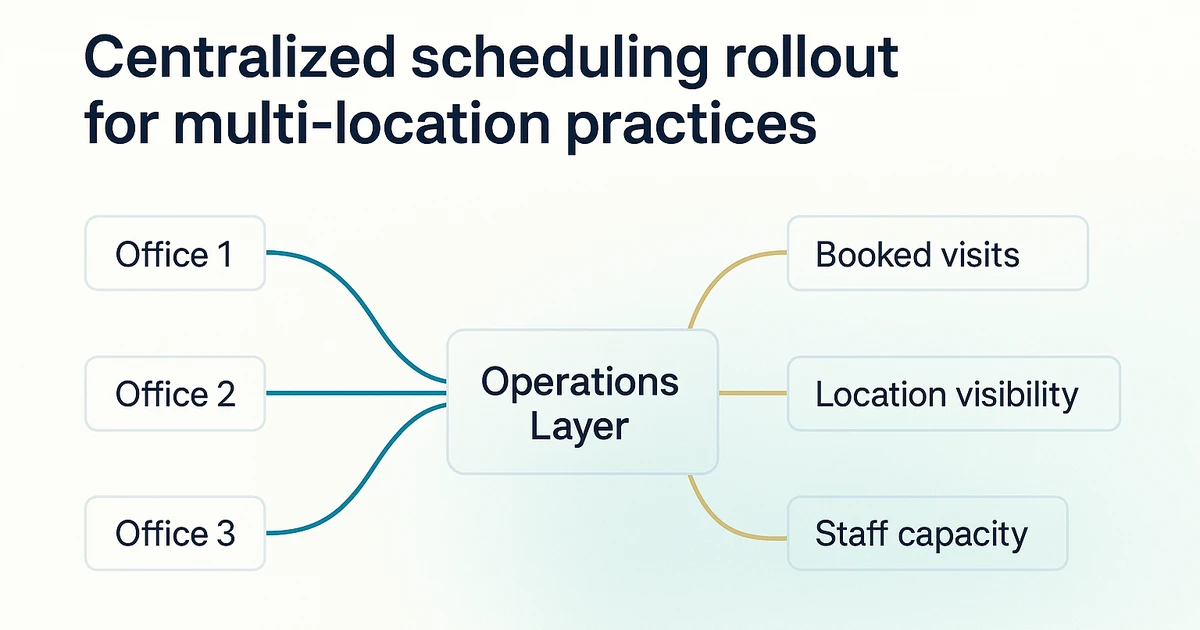 Centralized scheduling rollout
for multi-location practices
Office 1
Office 2
Office 3
Operations
Layer
Booked visits
Location visibility
Staff capacity